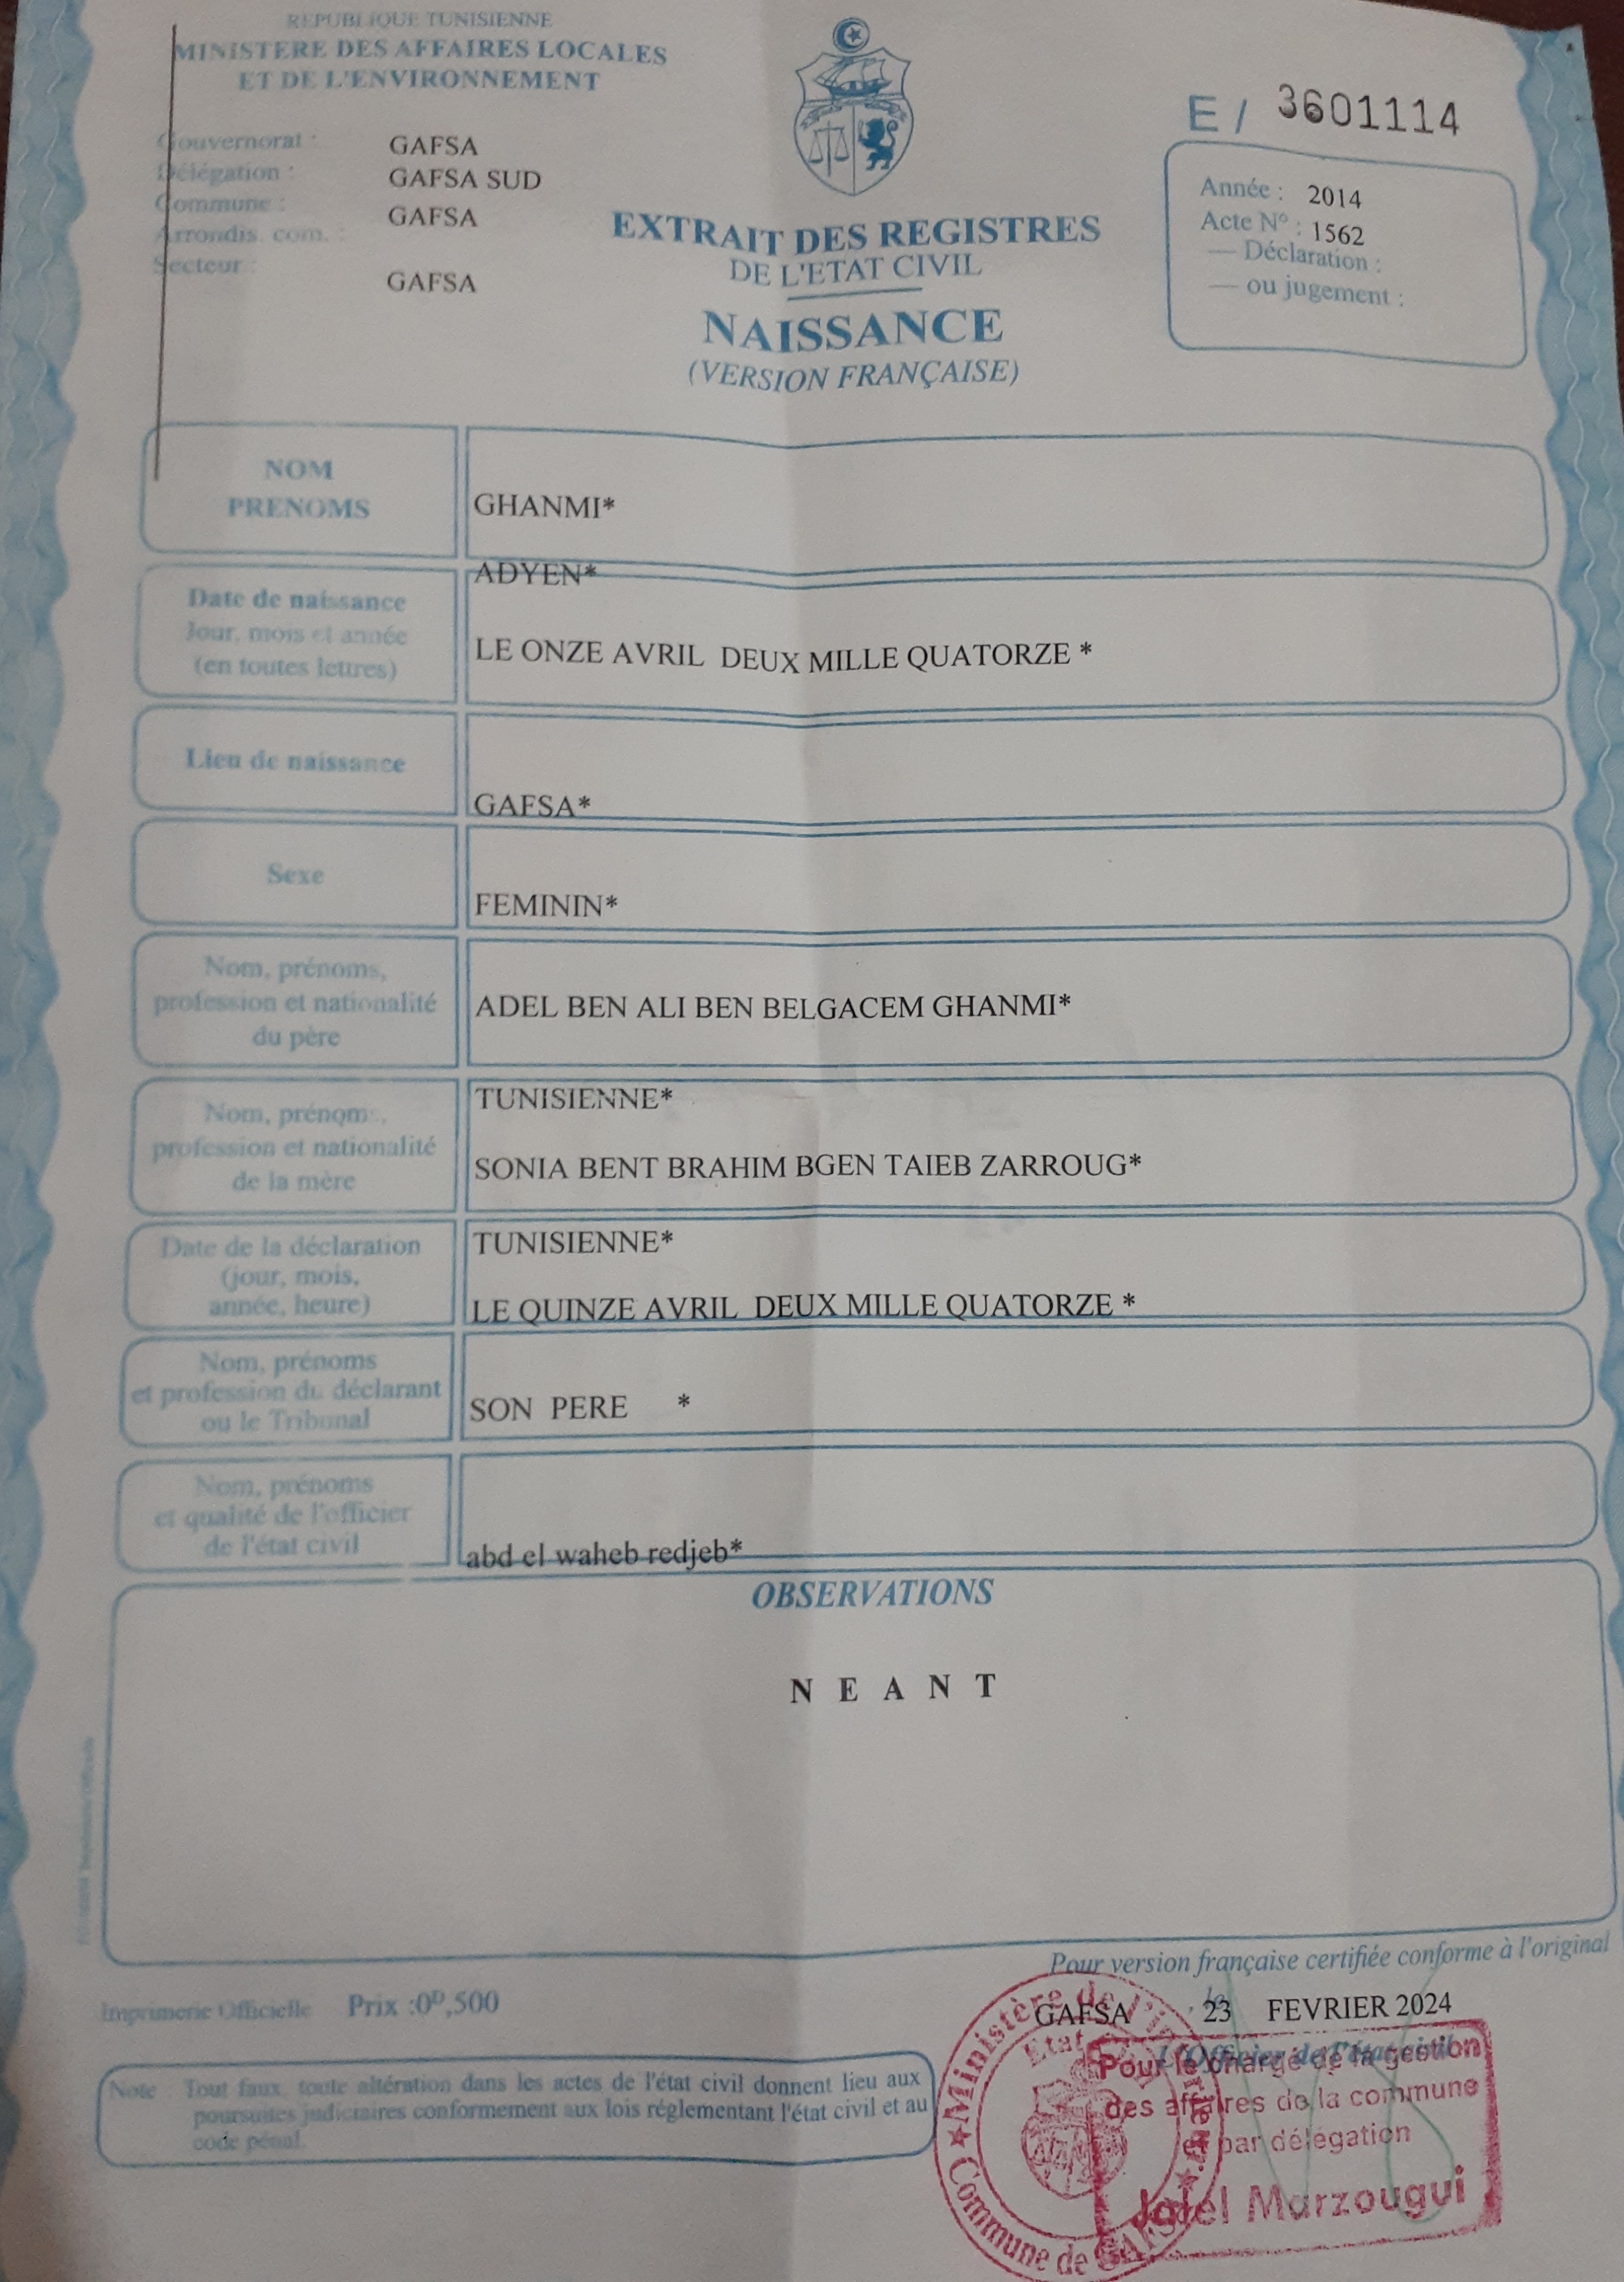 REPUBLIQUE TUNISIENNE
MINISTERE DES AFFAIRES LOCALES
ET DE L'ENVIRONNEMENT
E / 3601114
Gouvernorat : GAFSA
Délégation : GAFSA SUD
Commune : GAFSA
Arrondis. com. :
Secteur : GAFSA
Année : 2014
Acte N° : 1562
— Déclaration :
— ou jugement :
EXTRAIT DES REGISTRES
DE L'ETAT CIVIL
NAISSANCE
(VERSION FRANÇAISE)
NOM
PRENOMS
GHANMI*
ADYEN*
Date de naissance
Jour, mois et année
(en toutes lettres)
LE ONZE AVRIL DEUX MILLE QUATORZE *
Lieu de naissance
GAFSA*
Sexe
FEMININ*
Nom, prénoms,
profession et nationalité
du père
ADEL BEN ALI BEN BELGACEM GHANMI*
TUNISIENNE*
Nom, prénoms,
profession et nationalité
de la mère
SONIA BENT BRAHIM BGEN TAIEB ZARROUG*
TUNISIENNE*
Date de la déclaration
(jour, mois,
année, heure)
LE QUINZE AVRIL DEUX MILLE QUATORZE *
Nom, prénoms
et profession du déclarant
ou le Tribunal
SON PERE *
Nom, prénoms
et qualité de l'officier
de l'état civil
abd el waheb redjeb*
OBSERVATIONS
N E A N T
Pour version française certifiée conforme à l'original
GAFSA , le 23 FEVRIER 2024
L'Officier de l'état civil
Imprimerie Officielle Prix :0ᴰ,500
Note : Tout faux, toute altération dans les actes de l'état civil donnent lieu aux
poursuites judiciaires conformement aux lois réglementant l'état civil et au
code pénal.
Pour le chargé de la gestion
des affaires de la commune
et par délégation
Jalel Marzougui
★ Ministère de l'intérieur ★ Commune de GAFSA
Etat